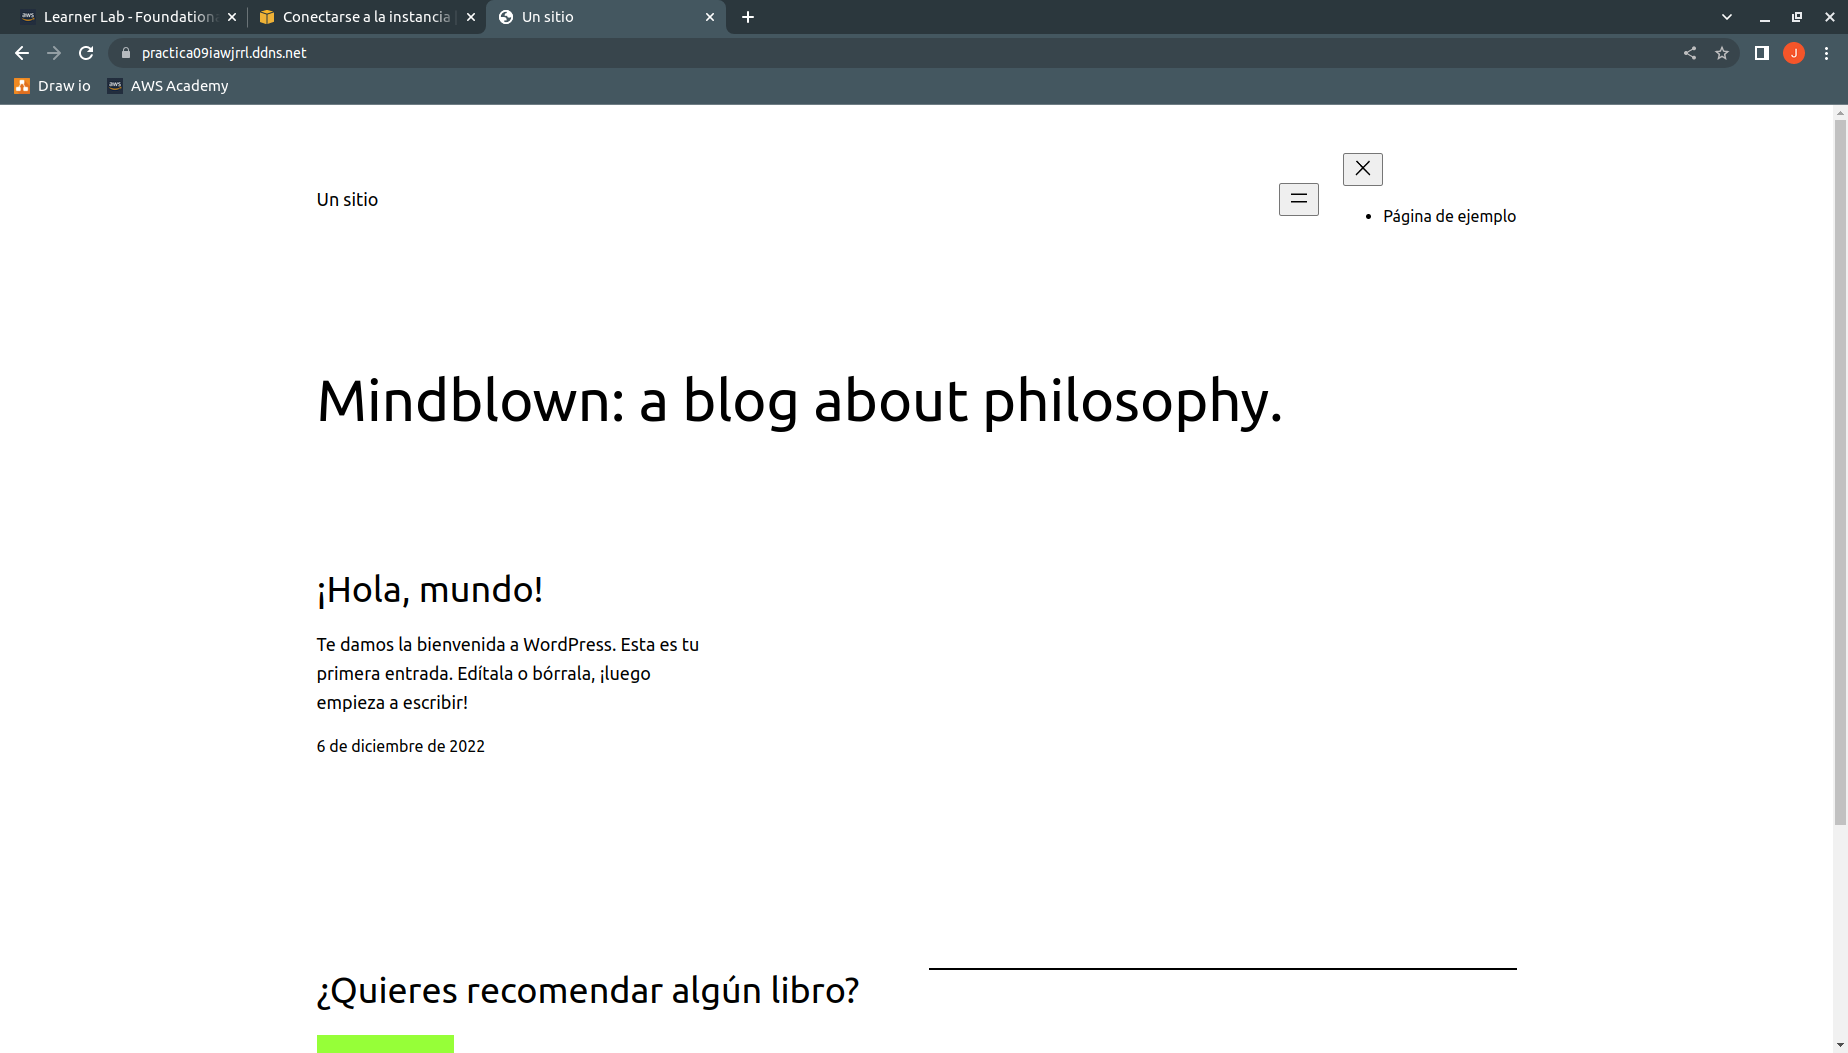 Learner Lab - Foundationa
Conectarse a la instancia
Un sitio
practica09iawjrrl.ddns.net
J
Draw io
aws
AWS Academy
Un sitio
Página de ejemplo
Mindblown: a blog about philosophy.
¡Hola, mundo!
Te damos la bienvenida a WordPress. Esta es tu
primera entrada. Edítala o bórrala, ¡luego
empieza a escribir!
6 de diciembre de 2022
¿Quieres recomendar algún libro?